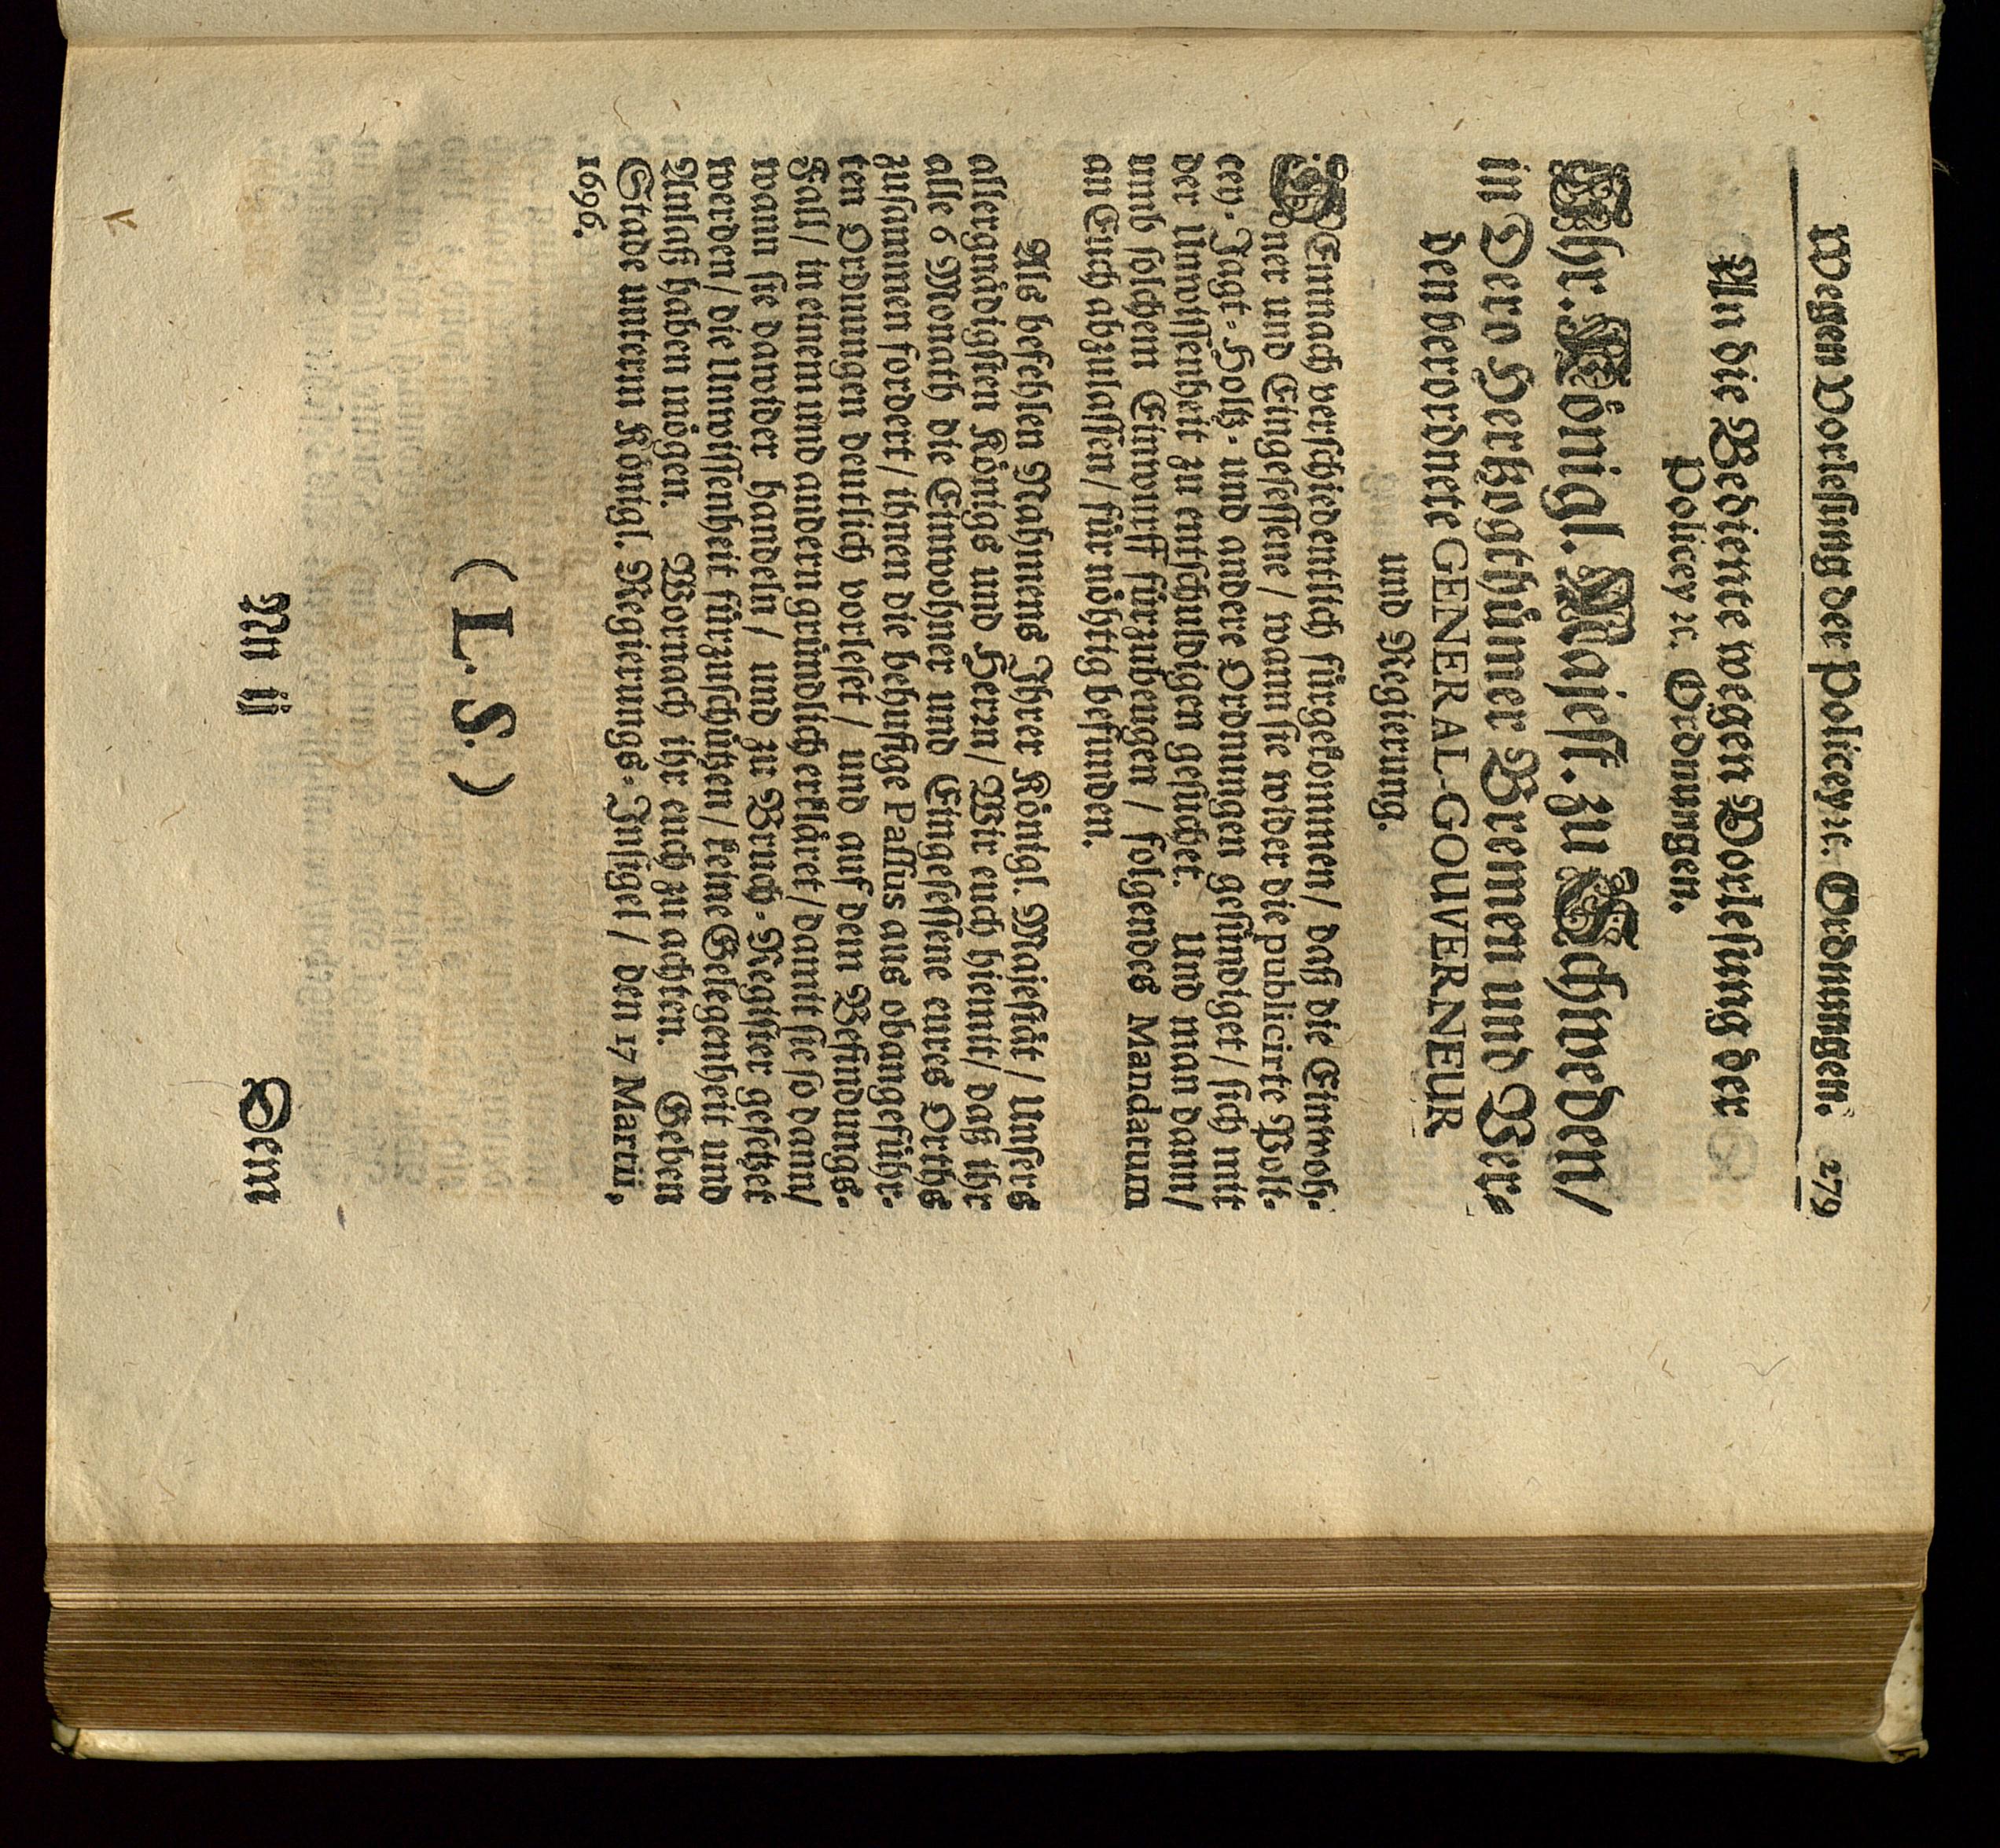 Wegen Vorlesung der Policey ꝛc. Ordnungen. 279
An die Bediente wegen Vorlesung der
Policey ꝛc. Ordnungen.
Ihr. Königl. Majest. zu Schweden/
in Dero Herzogthümer Bremen und Ver-
den verordnete GENERAL-GOUVERNEUR
und Regierung.
DEmnach verschiedentlich fürgekommen/ daß die Einwoh-
ner und Eingesessene / wann sie wider die publicirte Poli-
cey- Jagt- Holtz- und andere Ordnungen gesündiget / sich mit
der Unwissenheit zu entschuldigen gesuchet. Und man dann/
umb solchem Einwurff fürzubeugen / folgendes Mandatum
an Euch abzulassen/ für nöhtig befunden.
Als befehlen Nahmens Ihrer Königl. Majestät / Unsers
allergnädigsten Königs und Herrn/ Wir euch hiemit/ daß ihr
alle 6 Monath die Einwohner und Eingesessene eures Orths
zusammen fordert / ihnen die behufige Passus aus obangeführ-
ten Ordnungen deutlich vorleset / und auf dem Befindungs-
Fall / in einem und andern gründlich erkläret / damit sie so dann/
wann sie dawider handeln / und zu Bruch-Register gesetzet
werden/ die Unwissenheit fürzuschützen / keine Gelegenheit und
Anlaß haben mögen. Wornach ihr euch zu achten. Geben
Stade unterm Königl. Regierungs-Insigel / den 17 Martii,
1696.
( L. S. )
Nn ij
Dem